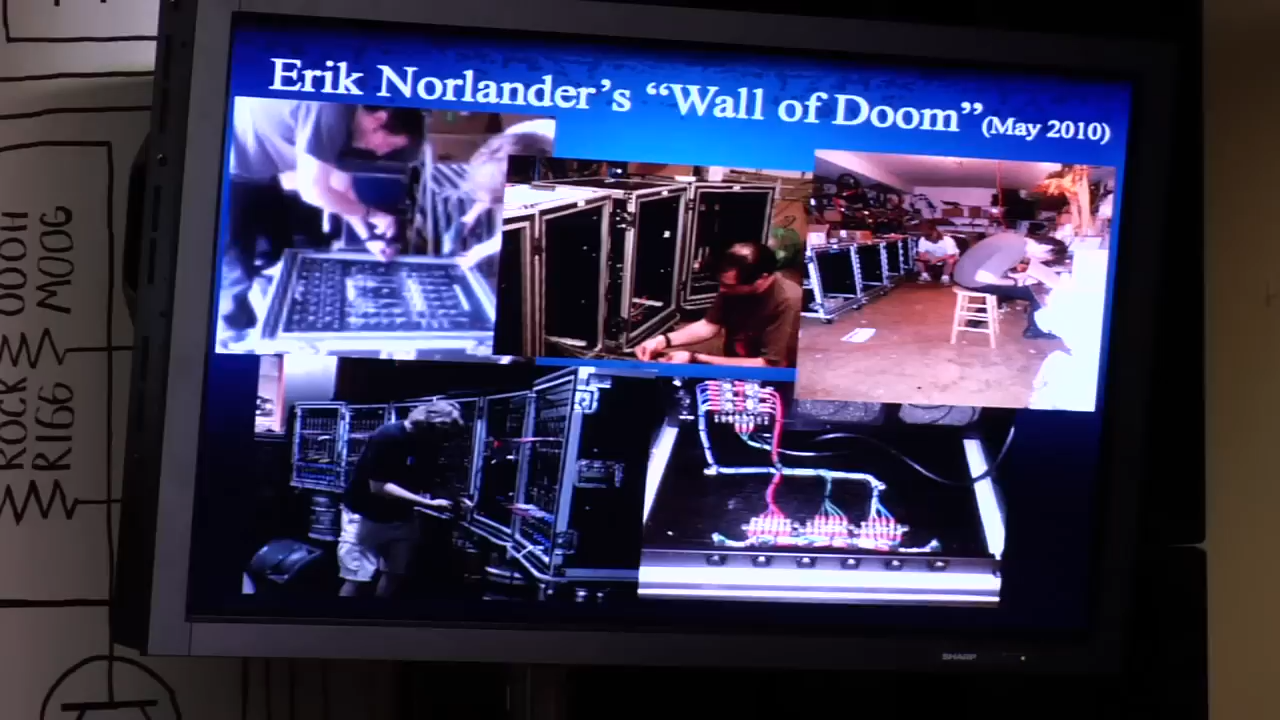 Erik Norlander’s “Wall of Doom” (May 2010)
ROCK OOOH
RIGG MOOG
SHARP